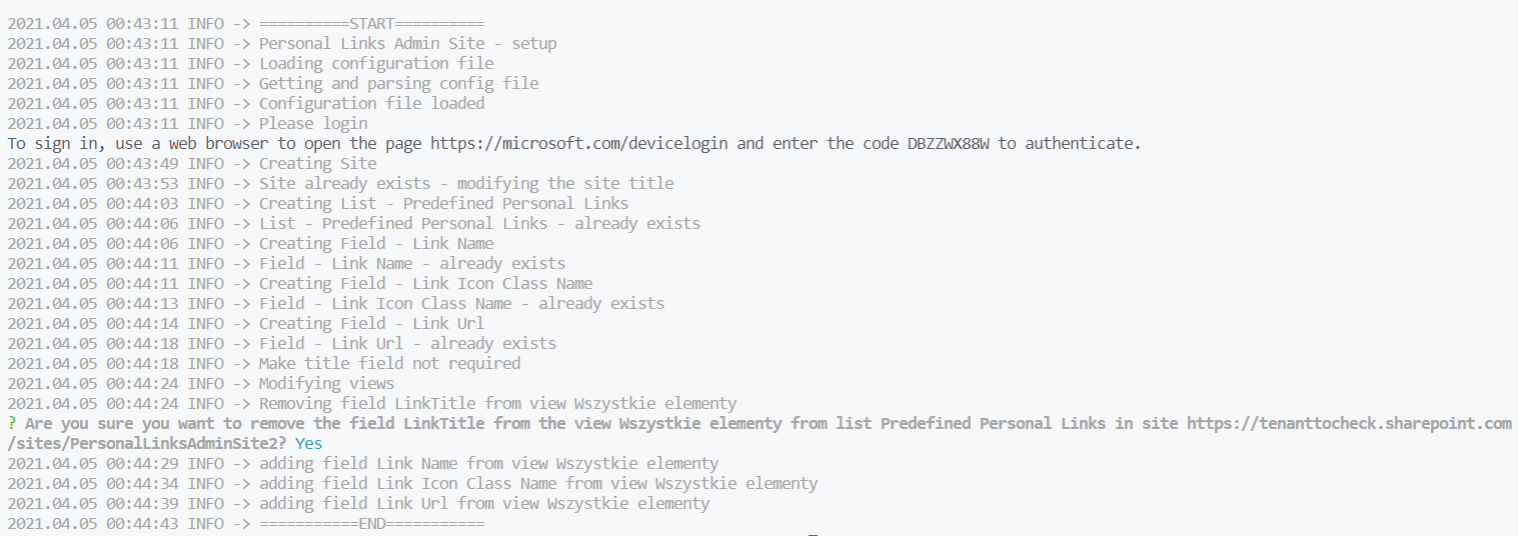 2021.04.05 00:43:11 INFO -> ==========START==========
2021.04.05 00:43:11 INFO -> Personal Links Admin Site - setup
2021.04.05 00:43:11 INFO -> Loading configuration file
2021.04.05 00:43:11 INFO -> Getting and parsing config file
2021.04.05 00:43:11 INFO -> Configuration file loaded
2021.04.05 00:43:11 INFO -> Please login
To sign in, use a web browser to open the page https://microsoft.com/devicelogin and enter the code DBZZWX88W to authenticate.
2021.04.05 00:43:49 INFO -> Creating Site
2021.04.05 00:43:53 INFO -> Site already exists - modifying the site title
2021.04.05 00:44:03 INFO -> Creating List - Predefined Personal Links
2021.04.05 00:44:06 INFO -> List - Predefined Personal Links - already exists
2021.04.05 00:44:06 INFO -> Creating Field - Link Name
2021.04.05 00:44:11 INFO -> Field - Link Name - already exists
2021.04.05 00:44:11 INFO -> Creating Field - Link Icon Class Name
2021.04.05 00:44:13 INFO -> Field - Link Icon Class Name - already exists
2021.04.05 00:44:14 INFO -> Creating Field - Link Url
2021.04.05 00:44:18 INFO -> Field - Link Url - already exists
2021.04.05 00:44:18 INFO -> Make title field not required
2021.04.05 00:44:24 INFO -> Modifying views
2021.04.05 00:44:24 INFO -> Removing field LinkTitle from view Wszystkie elementy
? Are you sure you want to remove the field LinkTitle from the view Wszystkie elementy from list Predefined Personal Links in site https://tenanttocheck.sharepoint.com
/sites/PersonalLinksAdminSite2? Yes
2021.04.05 00:44:29 INFO -> adding field Link Name from view Wszystkie elementy
2021.04.05 00:44:34 INFO -> adding field Link Icon Class Name from view Wszystkie elementy
2021.04.05 00:44:39 INFO -> adding field Link Url from view Wszystkie elementy
2021.04.05 00:44:43 INFO -> ===========END===========